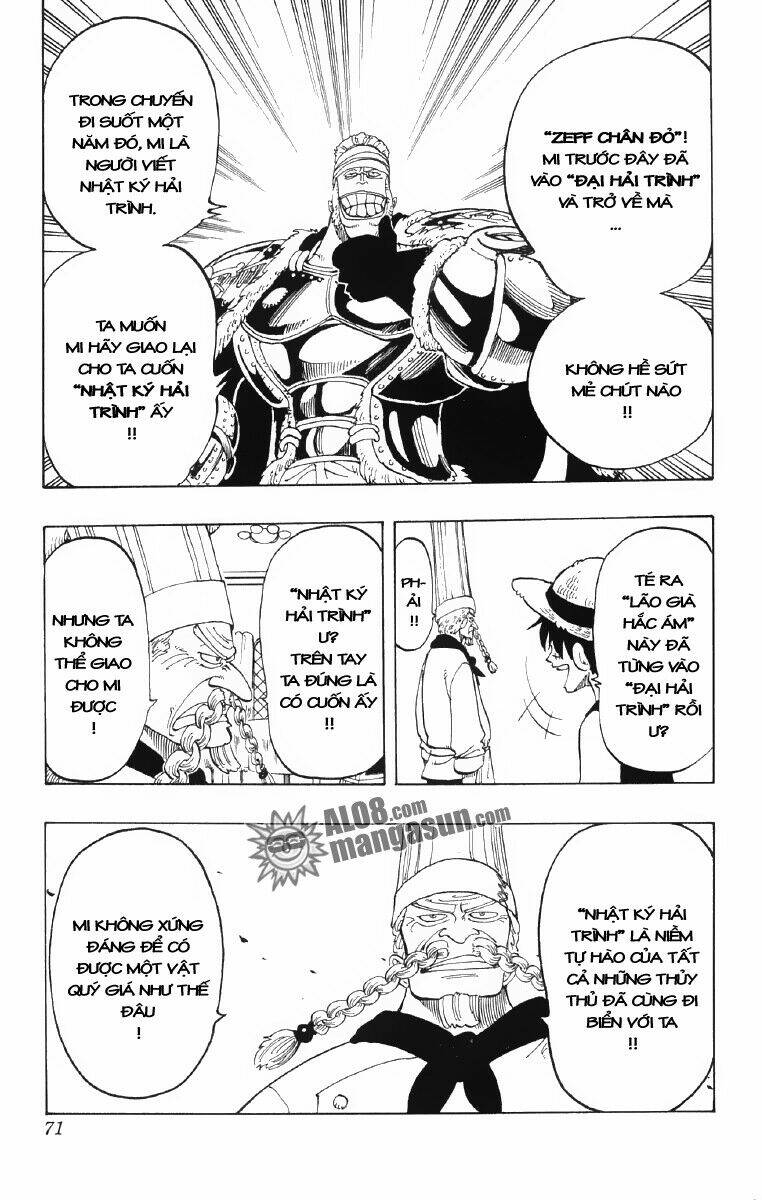 "ZEFF CHÂN ĐỎ"!
MI TRƯỚC ĐÂY ĐÃ
VÀO "ĐẠI HẢI TRÌNH"
VÀ TRỞ VỀ MÀ
...
KHÔNG HỀ SỨT
MẺ CHÚT NÀO
!!
TRONG CHUYẾN
ĐI SUỐT MỘT
NĂM ĐÓ, MI LÀ
NGƯỜI VIẾT
NHẬT KÝ HẢI
TRÌNH.
TA MUỐN
MI HÃY GIAO LẠI
CHO TA CUỐN
"NHẬT KÝ HẢI
TRÌNH" ẤY
!!
TÉ RA
"LÃO GIÀ
HẮC ÁM"
NÀY ĐÃ
TỪNG VÀO
"ĐẠI HẢI
TRÌNH" RỒI
Ư?
PH-
ẢI
!!
"NHẬT KÝ
HẢI TRÌNH"
Ư?
TRÊN TAY
TA ĐÚNG LÀ
CÓ CUỐN ẤY
!!
NHƯNG TA
KHÔNG
THỂ GIAO
CHO MI
ĐƯỢC
!
AL08.com
mangasun.com
"NHẬT KÝ HẢI
TRÌNH" LÀ NIỀM
TỰ HÀO CỦA TẤT
CẢ NHỮNG THỦY
THỦ ĐÃ CÙNG ĐI
BIỂN VỚI TA
!!
MI KHÔNG XỨNG
ĐÁNG ĐỂ CÓ
ĐƯỢC MỘT VẬT
QUÝ GIÁ NHƯ THẾ
ĐÂU
!
71